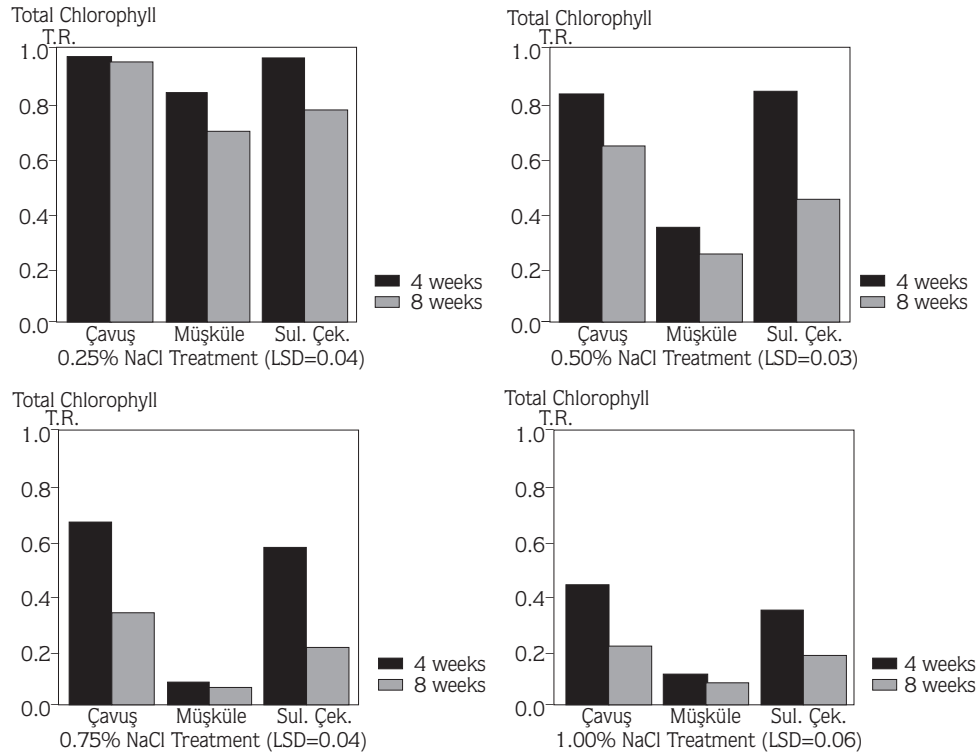 Total Chlorophyll
T.R.
1.0
0.8
0.6
0.4
0.2
0.0
Çavuş Müşküle Sul. Çek.
0.25% NaCl Treatment (LSD=0.04)
4 weeks
8 weeks
Total Chlorophyll
T.R.
1.0
0.8
0.6
0.4
0.2
0.0
Çavuş Müşküle Sul. Çek.
0.50% NaCl Treatment (LSD=0.03)
4 weeks
8 weeks
Total Chlorophyll
T.R.
1.0
0.8
0.6
0.4
0.2
0.0
Çavuş Müşküle Sul. Çek.
0.75% NaCl Treatment (LSD=0.04)
4 weeks
8 weeks
Total Chlorophyll
T.R.
1.0
0.8
0.6
0.4
0.2
0.0
Çavuş Müşküle Sul. Çek.
1.00% NaCl Treatment (LSD=0.06)
4 weeks
8 weeks